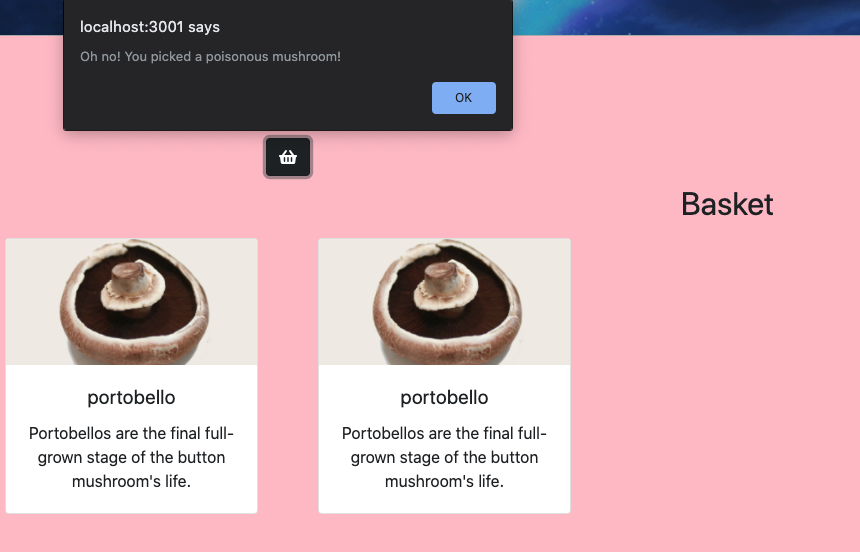 localhost:3001 says
Oh no! You picked a poisonous mushroom!
OK
Basket
portobello
Portobellos are the final full-
grown stage of the button
mushroom's life.
portobello
Portobellos are the final full-
grown stage of the button
mushroom's life.